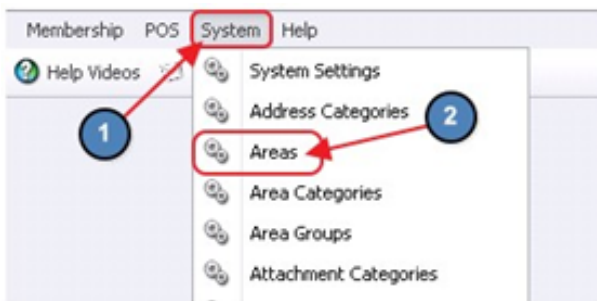 Membership POS System Help
Help Videos
System Settings
1
Address Categories
2
Areas
Area Categories
Area Groups
Attachment Categories